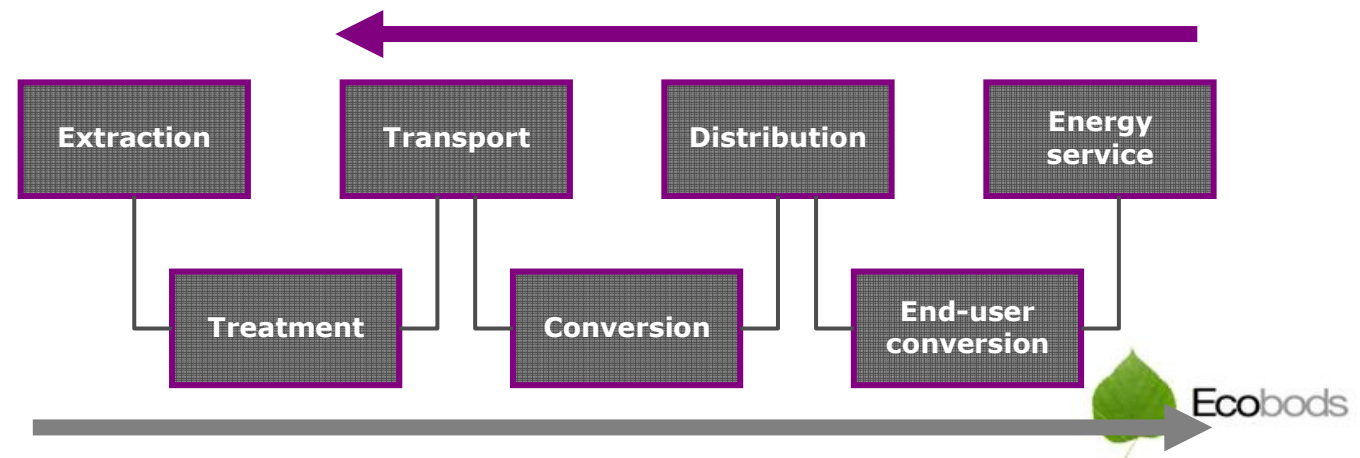 Extraction
Transport
Distribution
Energy
service
Treatment
Conversion
End-user
conversion
Ecobods